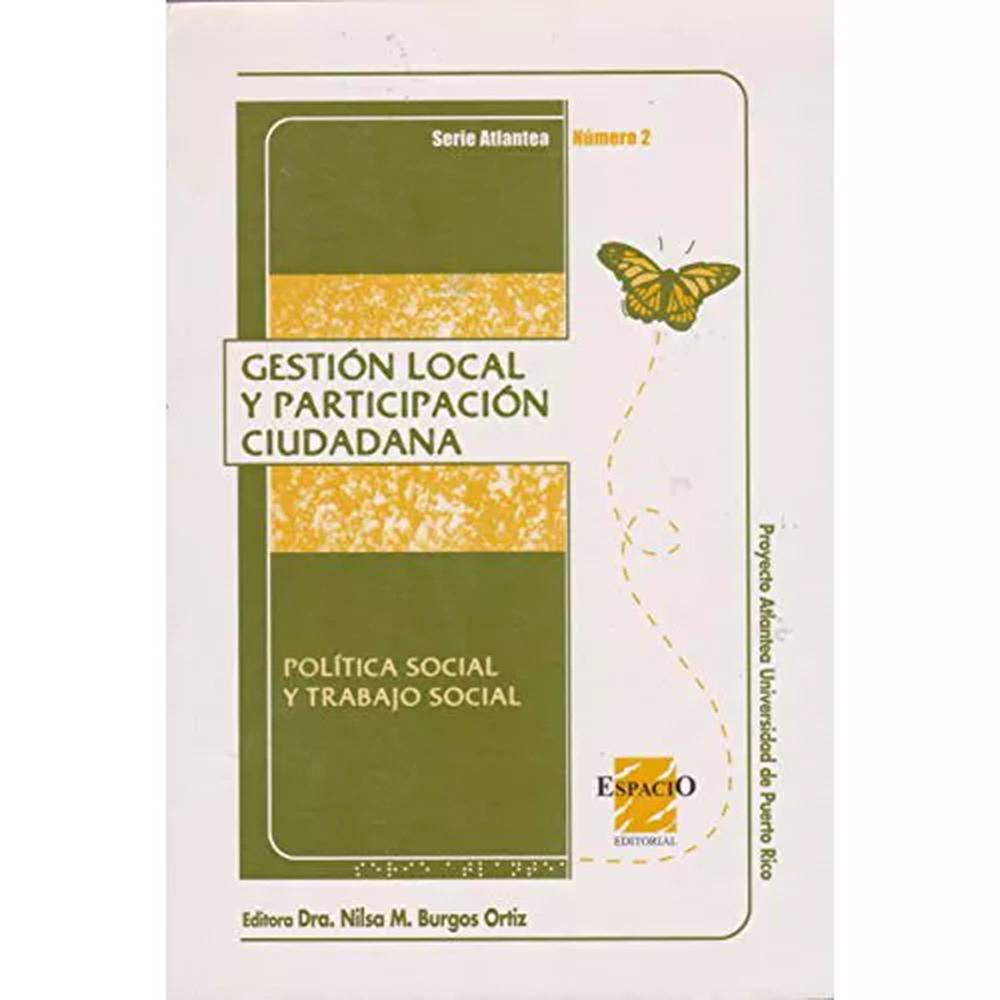 Serie Atlantea Número 2
GESTIÓN LOCAL
Y PARTICIPACIÓN
CIUDADANA
POLÍTICA SOCIAL
Y TRABAJO SOCIAL
ESPACIO
EDITORIAL
Proyecto Atlantea Universidad de Puerto Rico
Editora Dra. Nilsa M. Burgos Ortiz